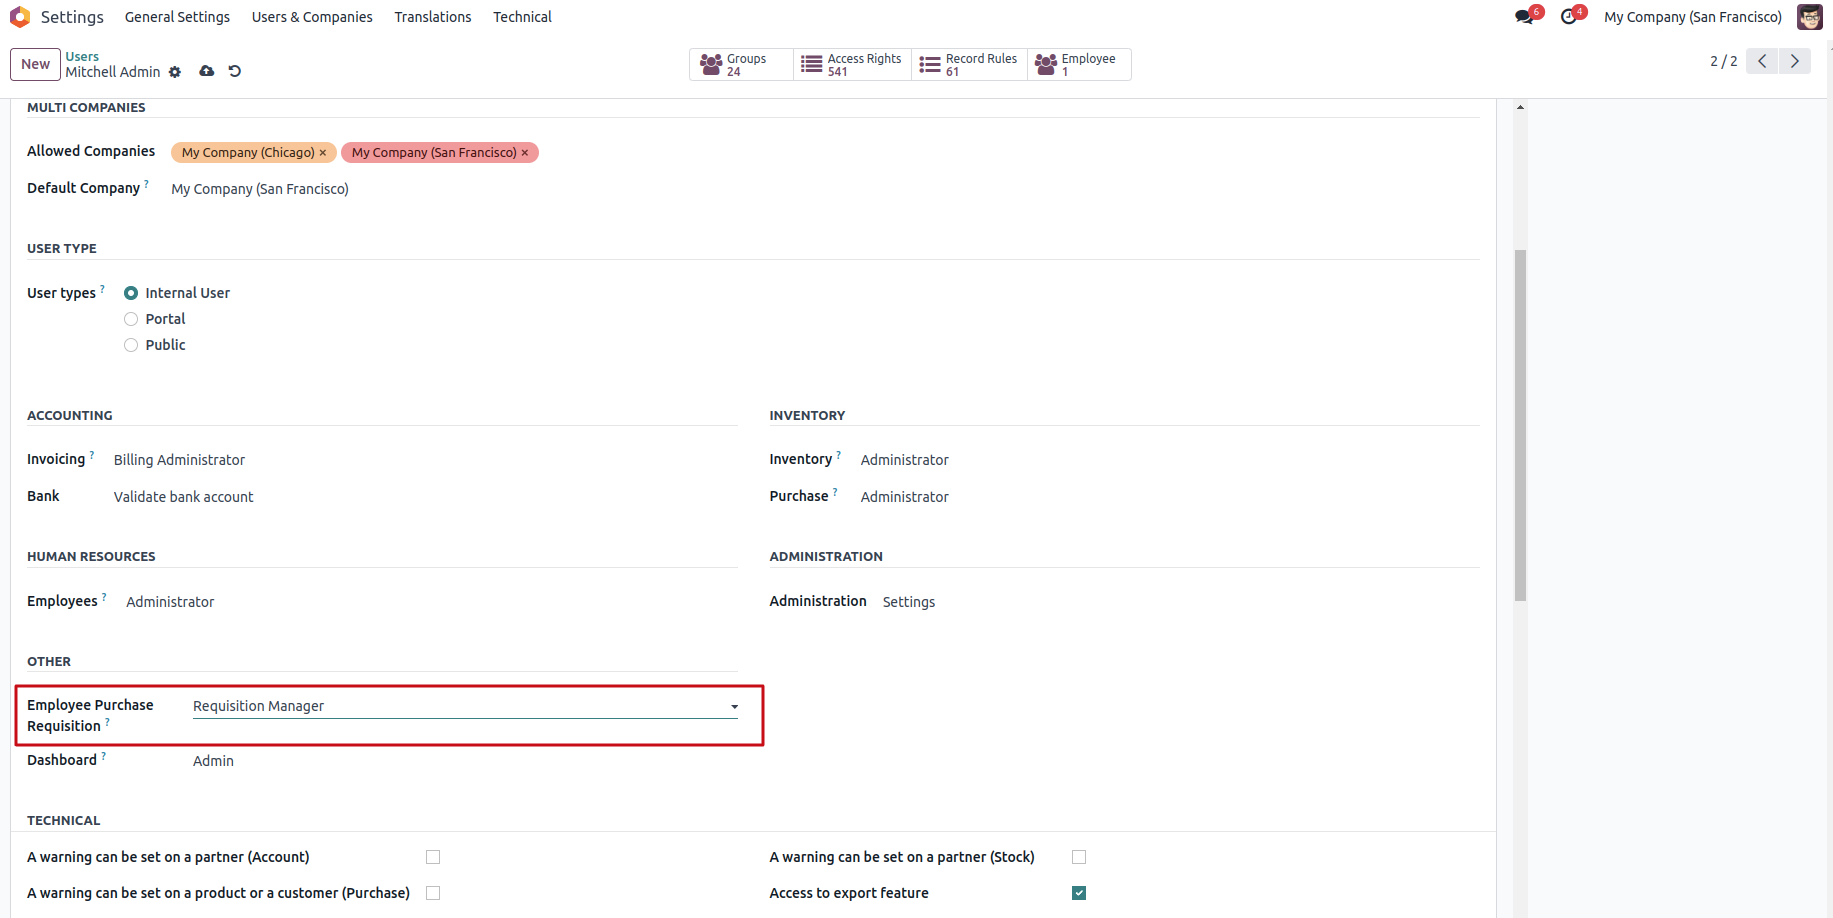 Settings General Settings Users & Companies Translations Technical 6 4 My Company (San Francisco)
New Users Groups 24 Access Rights 541 Record Rules 61 Employee 1
Mitchell Admin 2 / 2
MULTI COMPANIES
Allowed Companies My Company (Chicago) × My Company (San Francisco) ×
Default Company ? My Company (San Francisco)
USER TYPE
User types ? Internal User
Portal
Public
ACCOUNTING INVENTORY
Invoicing ? Billing Administrator Inventory ? Administrator
Bank Validate bank account Purchase ? Administrator
HUMAN RESOURCES ADMINISTRATION
Employees ? Administrator Administration Settings
OTHER
Employee Purchase Requisition Manager
Requisition ?
Dashboard ? Admin
TECHNICAL
A warning can be set on a partner (Account) A warning can be set on a partner (Stock)
A warning can be set on a product or a customer (Purchase) Access to export feature